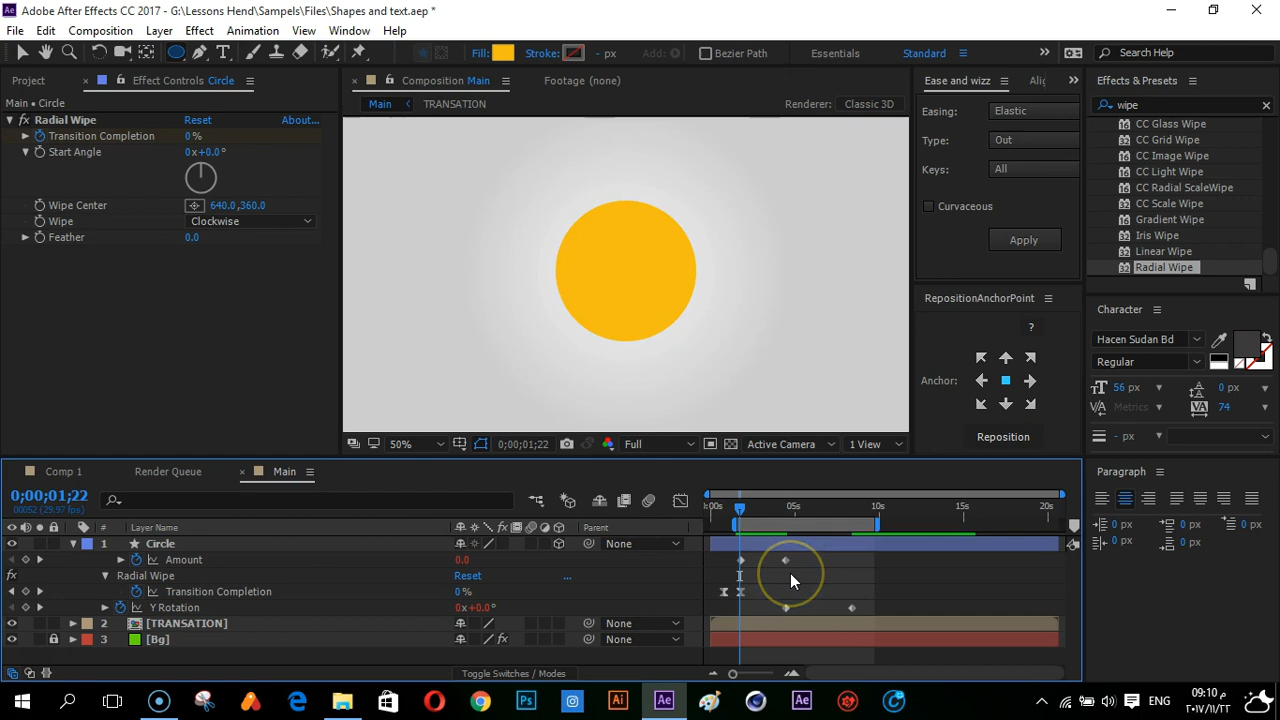 Adobe After Effects CC 2017 - G:\Lessons Hend\Sampels\Files\Shapes and text.aep *
File Edit Composition Layer Effect Animation View Window Help
Fill: Stroke: - px Add: Bezier Path Essentials Standard Search Help
Project Effect Controls Circle
Main • Circle
Radial Wipe Reset About...
Transition Completion 0 %
Start Angle 0x+0.0°
Wipe Center 640.0,360.0
Wipe Clockwise
Feather 0.0
Composition Main Footage (none)
Main TRANSATION Renderer: Classic 3D
50% 0;00;01;22 Full Active Camera 1 View
Ease and wizz
Easing: Elastic
Type: Out
Keys: All
Curvaceous
Apply
RepositionAnchorPoint
?
Anchor:
Reposition
Effects & Presets
wipe
CC Glass Wipe
CC Grid Wipe
CC Image Wipe
CC Light Wipe
CC Radial ScaleWipe
CC Scale Wipe
Gradient Wipe
Iris Wipe
Linear Wipe
Radial Wipe
Character
Hacen Sudan Bd
Regular
56 px 0 px
Metrics 74
- px
Paragraph
0 px 0 px 0 px
0 px 0 px
Comp 1 Render Queue Main
0;00;01;22
00052 (29.97 fps)
# Layer Name Parent
:00s 05s 10s 15s 20s
1 Circle None
Amount 0.0
Radial Wipe Reset ...
Transition Completion 0 %
Y Rotation 0x+0.0°
2 [TRANSATION] None
3 [Bg] None
Toggle Switches / Modes
ENG ٠٩:١٥ م
٢٠١٧/١١/٢٢